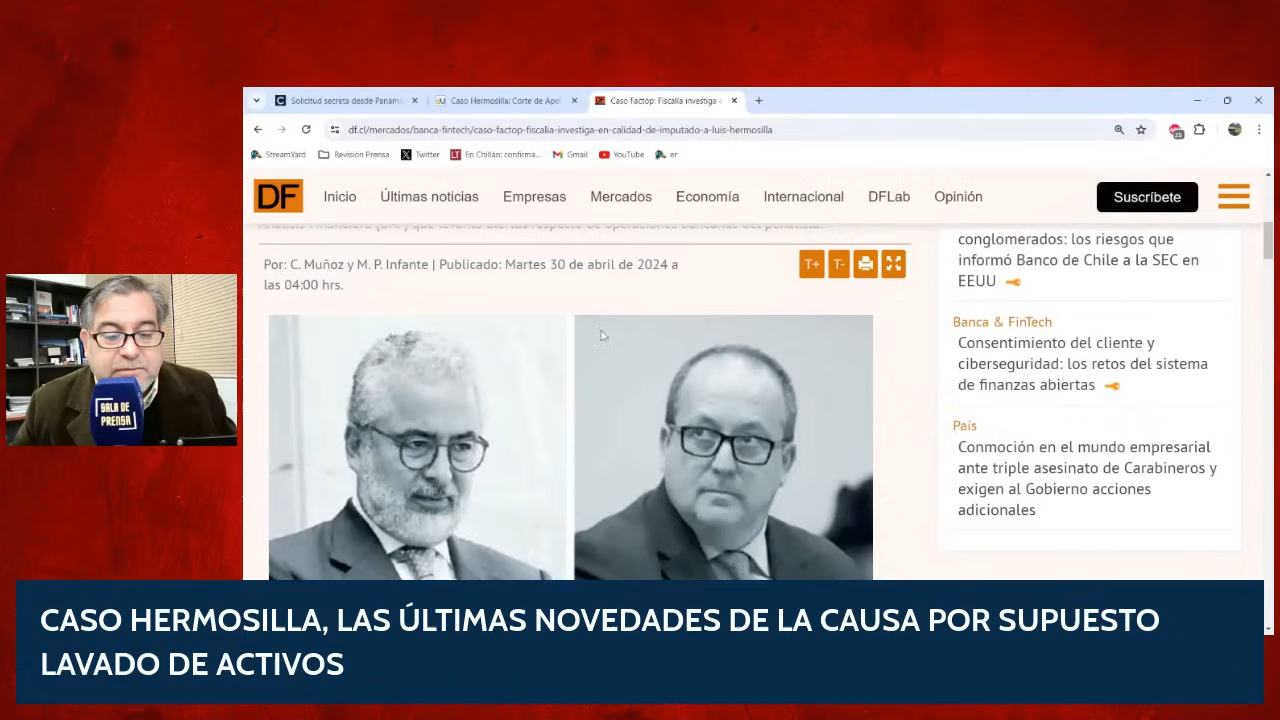 Solicitud secreta desde Panamá
Caso Hermosilla: Corte de Apel
Caso Factop: Fiscalía investiga
df.cl/mercados/banca-fintech/caso-factop-fiscalia-investiga-en-calidad-de-imputado-a-luis-hermosilla
25
StreamYard
Revisión Prensa
Twitter
LT
En Chillán: confirma...
Gmail
YouTube
er
DF
Inicio
Últimas noticias
Empresas
Mercados
Economía
Internacional
DFLab
Opinión
Suscríbete
Por: C. Muñoz y M. P. Infante | Publicado: Martes 30 de abril de 2024 a
las 04:00 hrs.
T+
T-
conglomerados: los riesgos que
informó Banco de Chile a la SEC en
EEUU
Banca & FinTech
Consentimiento del cliente y
ciberseguridad: los retos del sistema
de finanzas abiertas
País
Conmoción en el mundo empresarial
ante triple asesinato de Carabineros y
exigen al Gobierno acciones
adicionales
SALA DE
PRENSA
CASO HERMOSILLA, LAS ÚLTIMAS NOVEDADES DE LA CAUSA POR SUPUESTO
LAVADO DE ACTIVOS